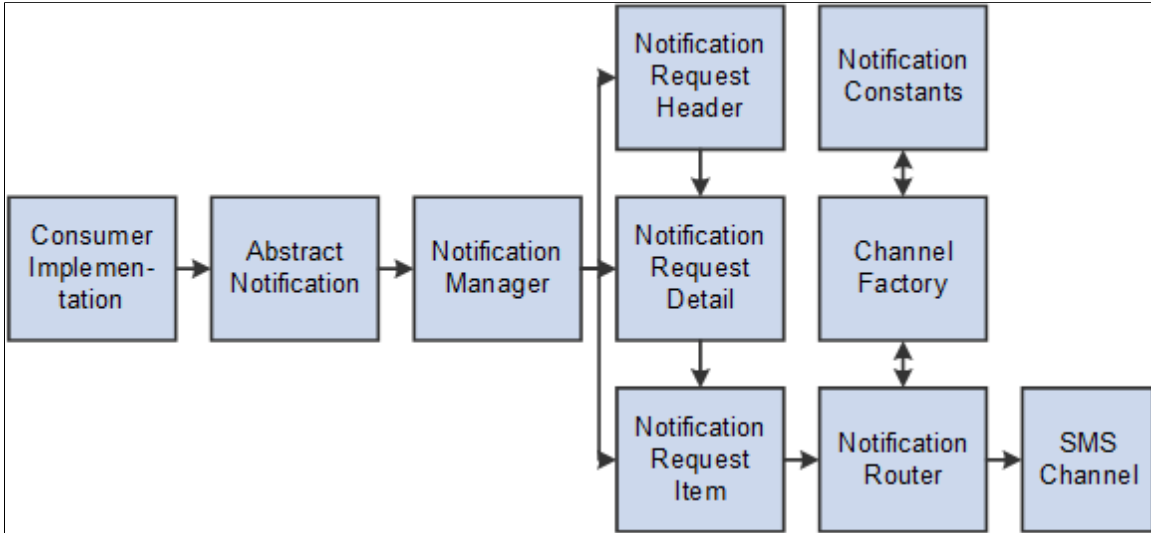 Notification
Request
Header
Notification
Constants
Consumer
Implemen-
tation
Abstract
Notification
Notification
Manager
Notification
Request
Detail
Channel
Factory
Notification
Request
Item
Notification
Router
SMS
Channel